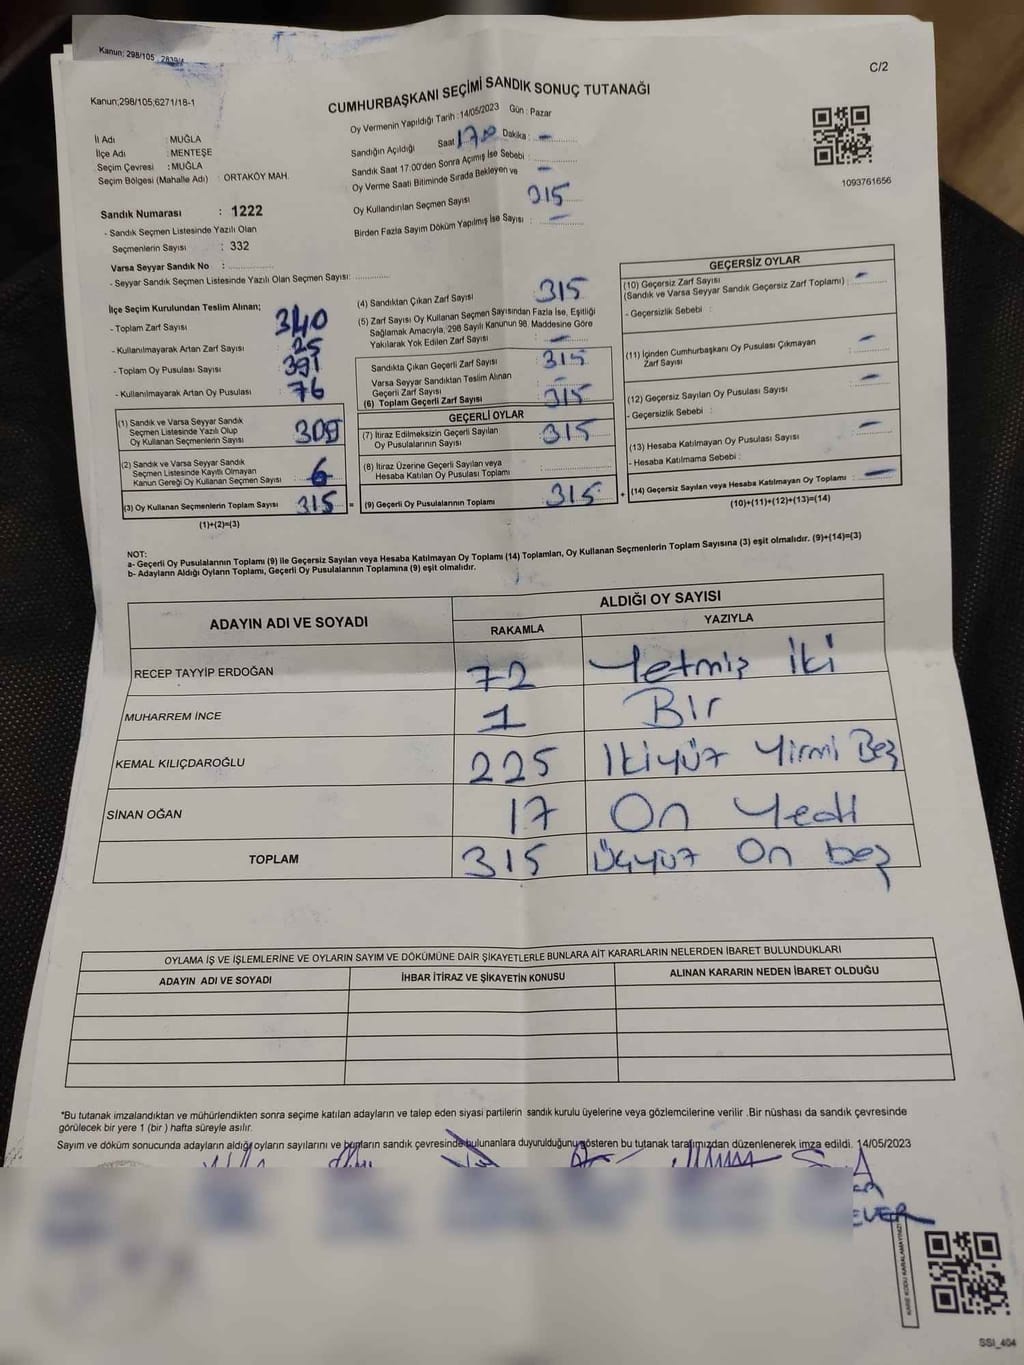 Kanun; 298/105
C/2
Kanun;298/105;6271/18-1
CUMHURBAŞKANI SEÇİMİ SANDIK SONUÇ TUTANAĞI
Oy Vermenin Yapıldığı Tarih :14/05/2023 Gün : Pazar
İl Adı : MUĞLA
İlçe Adı : MENTEŞE
Seçim Çevresi : MUĞLA
Seçim Bölgesi (Mahalle Adı) : ORTAKÖY MAH.
Sandığın Açıldığı Saat 17 00 Dakika : -
Sandık Saat 17.00'den Sonra Açımış İse Sebebi :
Oy Verme Saati Bitiminde Sırada Bekleyen ve -
Oy Kullandırılan Seçmen Sayısı 315
Birden Fazla Sayım Döküm Yapılmış İse Sayısı : -
1093761656
Sandık Numarası : 1222
- Sandık Seçmen Listesinde Yazılı Olan
Seçmenlerin Sayısı : 332
Varsa Seyyar Sandık No :
- Seyyar Sandık Seçmen Listesinde Yazılı Olan Seçmen Sayısı:
İlçe Seçim Kurulundan Teslim Alınan;
- Toplam Zarf Sayısı 340
- Kullanılmayarak Artan Zarf Sayısı 25
- Toplam Oy Pusulası Sayısı 391
- Kullanılmayarak Artan Oy Pusulası 76
(1) Sandık ve Varsa Seyyar Sandık
Seçmen Listesinde Yazılı Olup
Oy Kullanan Seçmenlerin Sayısı 309
(2) Sandık ve Varsa Seyyar Sandık
Seçmen Listesinde Kayıtlı Olmayan
Kanun Gereği Oy Kullanan Seçmen Sayısı 6
(3) Oy Kullanan Seçmenlerin Toplam Sayısı 315 =
(1)+(2)=(3)
(4) Sandıktan Çıkan Zarf Sayısı 315
(5) Zarf Sayısı Oy Kullanan Seçmen Sayısından Fazla İse, Eşitliği
Sağlamak Amacıyla, 298 Sayılı Kanunun 98. Maddesine Göre
Yakılarak Yok Edilen Zarf Sayısı : -
Sandıkta Çıkan Geçerli Zarf Sayısı 315
Varsa Seyyar Sandıktan Teslim Alınan
Geçerli Zarf Sayısı -
(6) Toplam Geçerli Zarf Sayısı 315
GEÇERLİ OYLAR
(7) İtiraz Edilmeksizin Geçerli Sayılan
Oy Pusulalarının Sayısı 315
(8) İtiraz Üzerine Geçerli Sayılan veya
Hesaba Katılan Oy Pusulası Toplamı :
(9) Geçerli Oy Pusulalarının Toplamı 315 +
GEÇERSİZ OYLAR
(10) Geçersiz Zarf Sayısı -
(Sandık ve Varsa Seyyar Sandık Geçersiz Zarf Toplamı) :
- Geçersizlik Sebebi :
(11) İçinden Cumhurbaşkanı Oy Pusulası Çıkmayan -
Zarf Sayısı :
(12) Geçersiz Sayılan Oy Pusulası Sayısı -
- Geçersizlik Sebebi :
(13) Hesaba Katılmayan Oy Pusulası Sayısı -
- Hesaba Katılmama Sebebi :
(14) Geçersiz Sayılan veya Hesaba Katılmayan Oy Toplamı : -
(10)+(11)+(12)+(13)=(14)
NOT:
a- Geçerli Oy Pusulalarının Toplamı (9) ile Geçersiz Sayılan veya Hesaba Katılmayan Oy Toplamı (14) Toplamları, Oy Kullanan Seçmenlerin Toplam Sayısına (3) eşit olmalıdır. (9)+(14)=(3)
b- Adayların Aldığı Oyların Toplamı, Geçerli Oy Pusulalarının Toplamına (9) eşit olmalıdır.
ADAYIN ADI VE SOYADI ALDIĞI OY SAYISI
RAKAMLA YAZIYLA
RECEP TAYYİP ERDOĞAN 72 Yetmiş iki
MUHARREM İNCE 1 Bir
KEMAL KILIÇDAROĞLU 225 İkiyüz Yirmi Beş
SİNAN OĞAN 17 On Yedi
TOPLAM 315 Üçyüz On beş
OYLAMA İŞ VE İŞLEMLERİNE VE OYLARIN SAYIM VE DÖKÜMÜNE DAİR ŞİKAYETLERLE BUNLARA AİT KARARLARIN NELERDEN İBARET BULUNDUKLARI
ADAYIN ADI VE SOYADI İHBAR İTİRAZ VE ŞİKAYETİN KONUSU ALINAN KARARIN NEDEN İBARET OLDUĞU
*Bu tutanak imzalandıktan ve mühürlendikten sonra seçime katılan adayların ve talep eden siyasi partilerin sandık kurulu üyelerine veya gözlemcilerine verilir .Bir nüshası da sandık çevresinde
görülecek bir yere 1 (bir ) hafta süreyle asılır.
Sayım ve döküm sonucunda adayların aldığı oyların sayılarını ve bunların sandık çevresinde bulunanlara duyurulduğunu gösteren bu tutanak tarafımızdan düzenlenerek imza edildi. 14/05/2023
KARE KODU KARALAMAYINIZ!
SSI_404